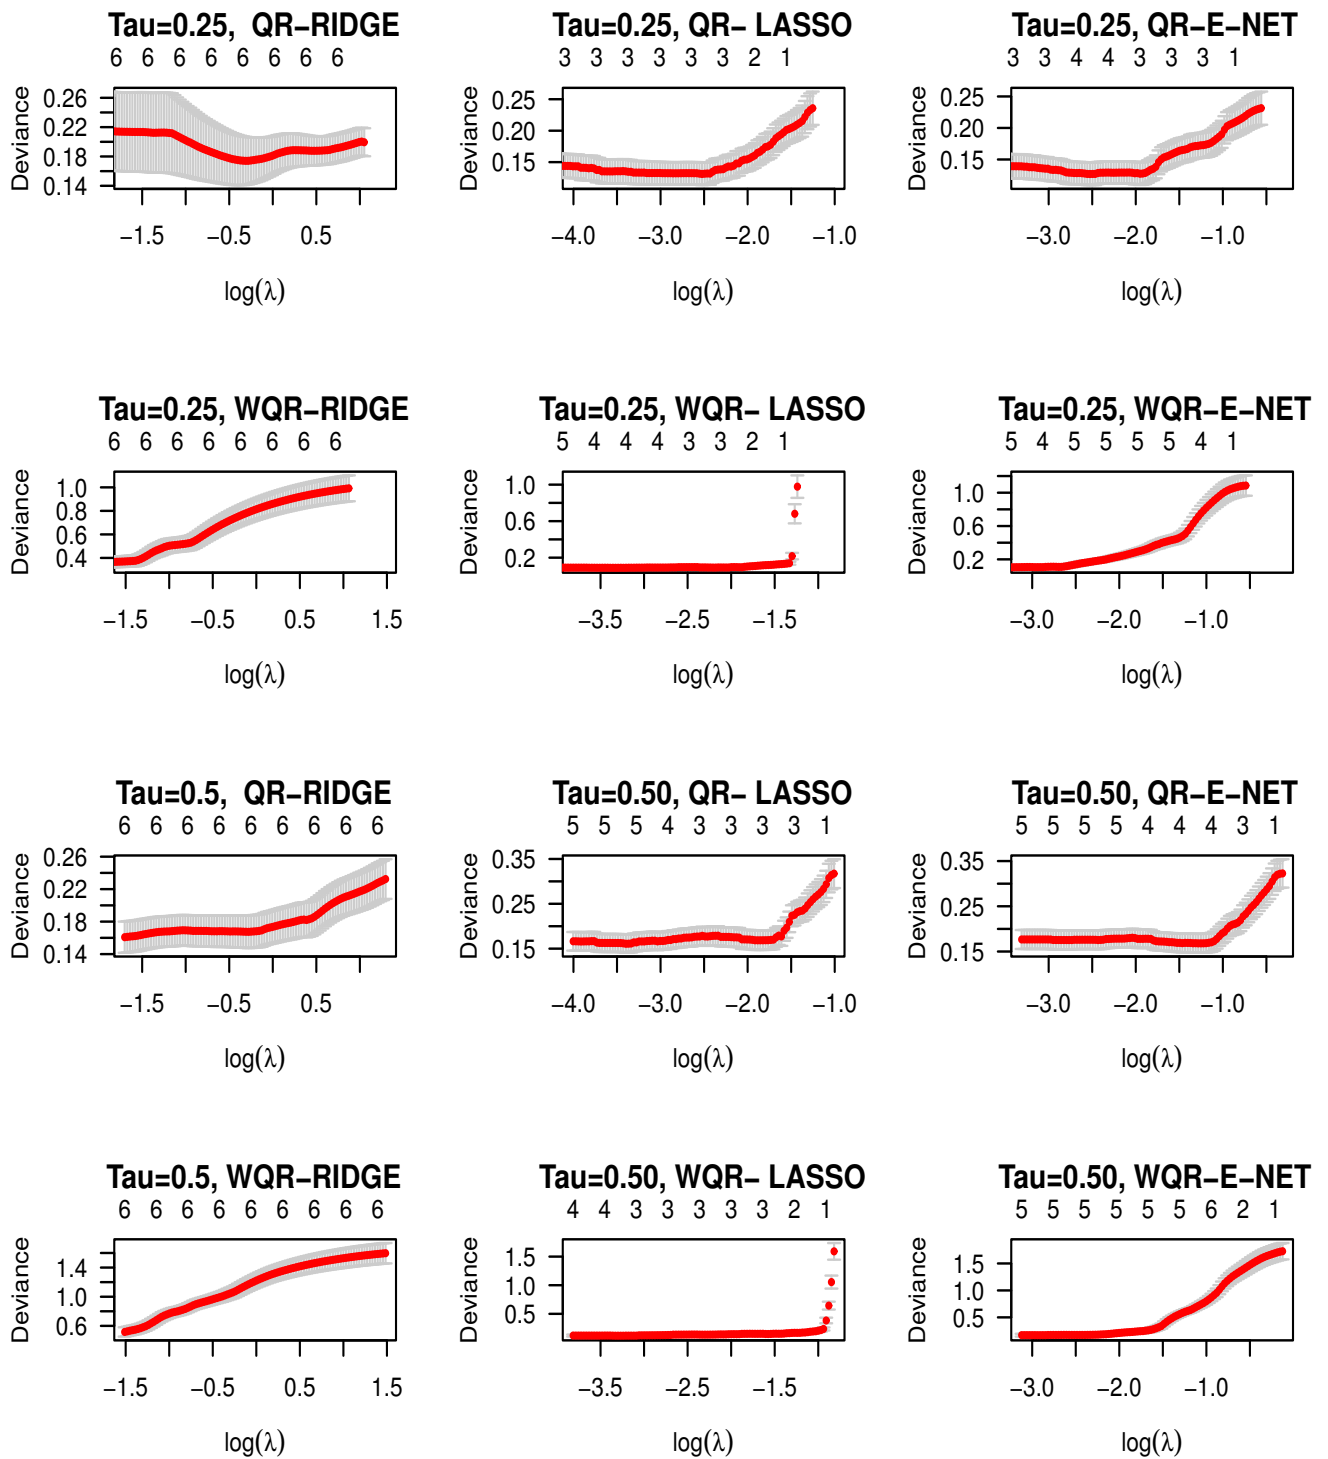 Tau=0.25, QR−RIDGE
6 6 6 6 6 6 6 6
Deviance
0.26
0.22
0.18
0.14
−1.5 −0.5 0.5
log(λ)
Tau=0.25, QR− LASSO
3 3 3 3 3 3 2 1
Deviance
0.25
0.20
0.15
−4.0 −3.0 −2.0 −1.0
log(λ)
Tau=0.25, QR−E−NET
3 3 4 4 3 3 3 1
Deviance
0.25
0.20
0.15
−3.0 −2.0 −1.0
log(λ)
Tau=0.25, WQR−RIDGE
6 6 6 6 6 6 6 6
Deviance
1.0
0.8
0.6
0.4
−1.5 −0.5 0.5 1.5
log(λ)
Tau=0.25, WQR− LASSO
5 4 4 4 3 3 2 1
Deviance
1.0
0.6
0.2
−3.5 −2.5 −1.5
log(λ)
Tau=0.25, WQR−E−NET
5 4 5 5 5 5 4 1
Deviance
1.0
0.6
0.2
−3.0 −2.0 −1.0
log(λ)
Tau=0.5, QR−RIDGE
6 6 6 6 6 6 6 6 6
Deviance
0.26
0.22
0.18
0.14
−1.5 −0.5 0.5
log(λ)
Tau=0.50, QR− LASSO
5 5 5 4 3 3 3 3 1
Deviance
0.35
0.25
0.15
−4.0 −3.0 −2.0 −1.0
log(λ)
Tau=0.50, QR−E−NET
5 5 5 5 4 4 4 3 1
Deviance
0.35
0.25
0.15
−3.0 −2.0 −1.0
log(λ)
Tau=0.5, WQR−RIDGE
6 6 6 6 6 6 6 6 6
Deviance
1.4
1.0
0.6
−1.5 −0.5 0.5 1.5
log(λ)
Tau=0.50, WQR− LASSO
4 4 3 3 3 3 3 2 1
Deviance
1.5
1.0
0.5
−3.5 −2.5 −1.5
log(λ)
Tau=0.50, WQR−E−NET
5 5 5 5 5 5 6 2 1
Deviance
1.5
1.0
0.5
−3.0 −2.0 −1.0
log(λ)